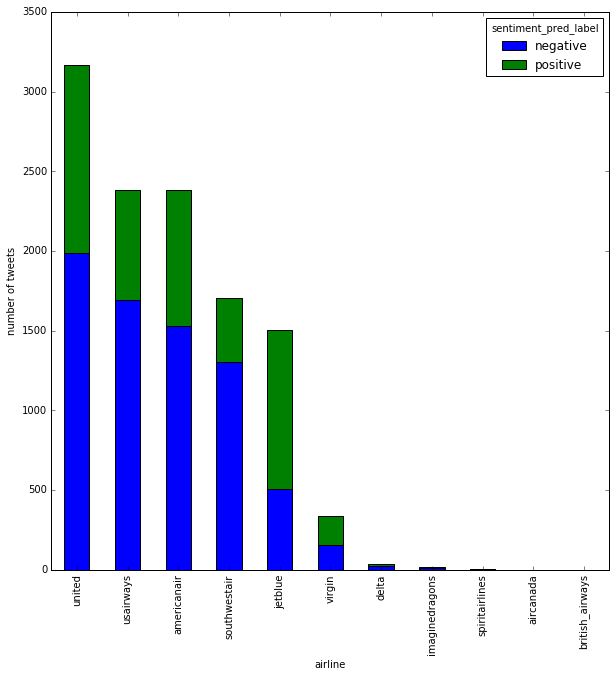 sentiment_pred_label
negative
positive
3500
3000
2500
2000
1500
1000
500
0
number of tweets
united
usairways
americanair
southwestair
jetblue
virgin
delta
imaginedragons
spiritairlines
aircanada
british_airways
airline